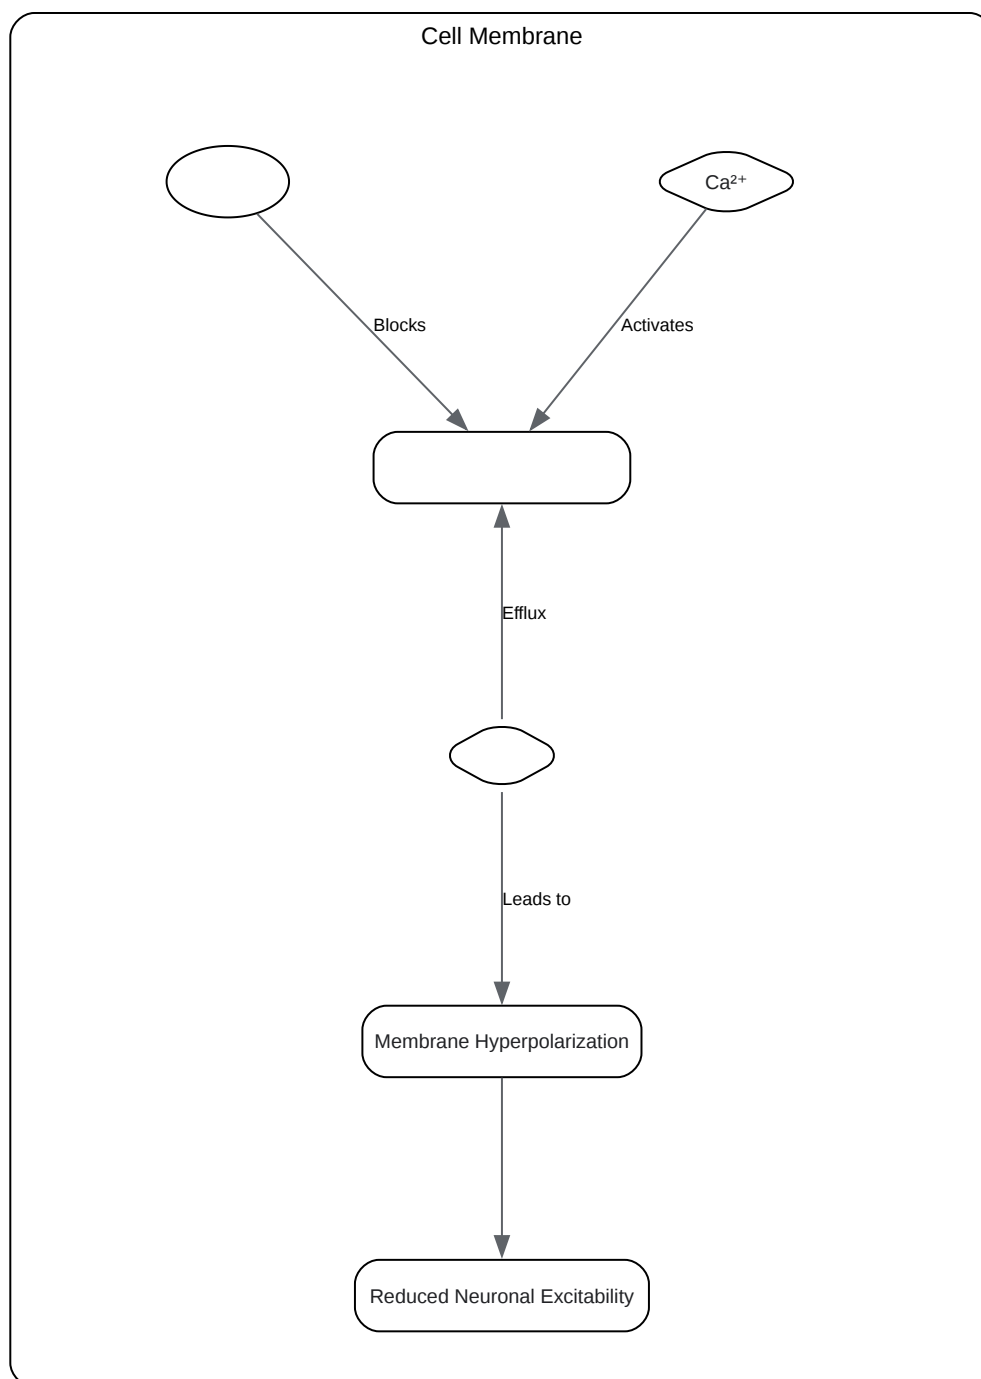 Cell Membrane
Ca²⁺
Blocks
Activates
Efflux
Leads to
Membrane Hyperpolarization
Reduced Neuronal Excitability